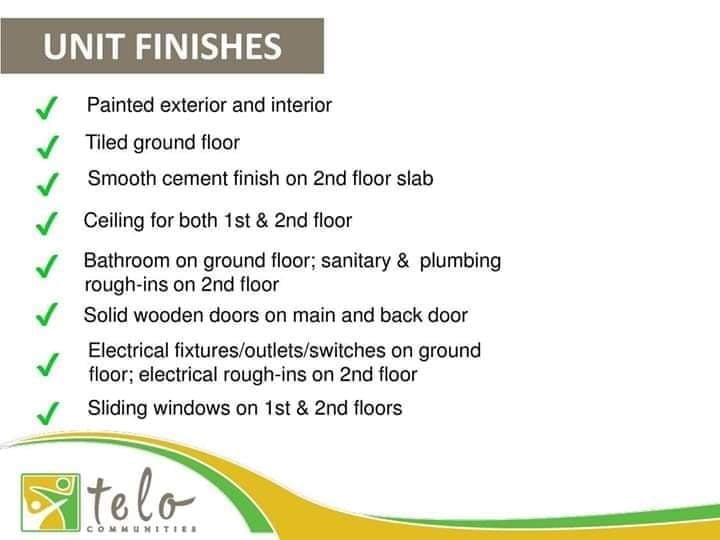 UNIT FINISHES
Painted exterior and interior
Tiled ground floor
Smooth cement finish on 2nd floor slab
Ceiling for both 1st & 2nd floor
Bathroom on ground floor; sanitary & plumbing
rough-ins on 2nd floor
Solid wooden doors on main and back door
Electrical fixtures/outlets/switches on ground
floor; electrical rough-ins on 2nd floor
Sliding windows on 1st & 2nd floors
telo
COMMUNITIES